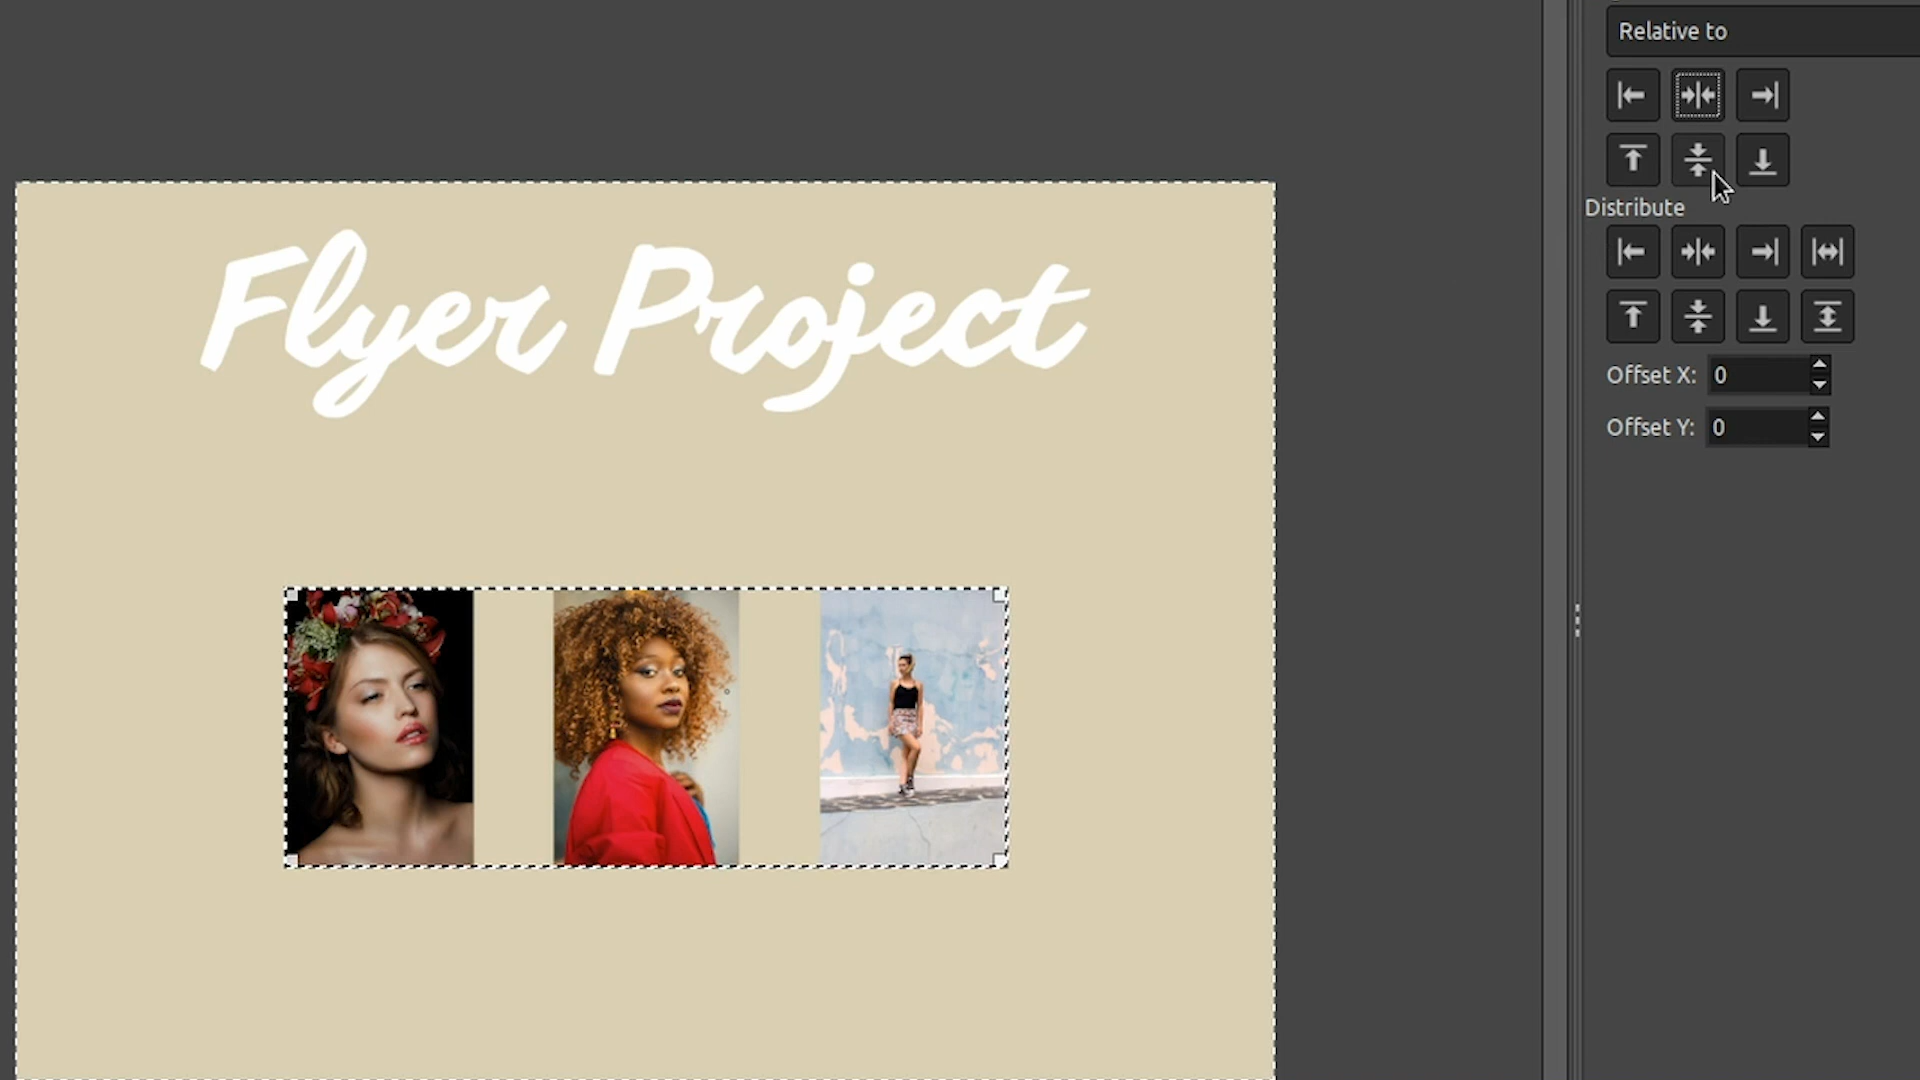 Relative to
Distribute
Offset X: 0
Offset Y: 0
Flyer Project